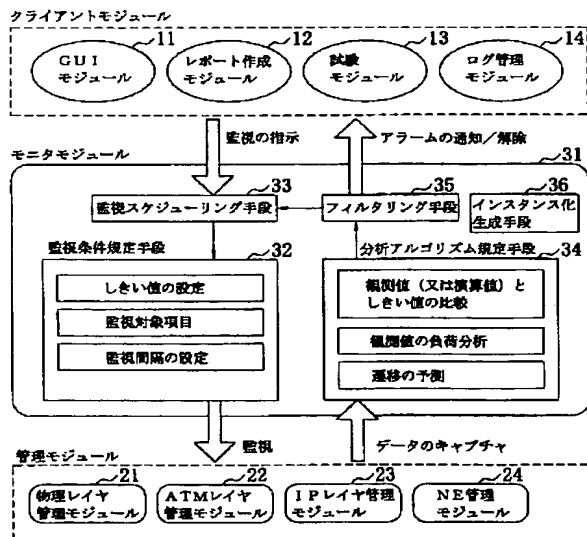 クライアントモジュール
11
12
13
14
GUI
モジュール
レポート作成
モジュール
試験
モジュール
ログ管理
モジュール
監視の指示
アラームの通知/解除
モニタモジュール
31
33
35
36
監視スケジューリング手段
フィルタリング手段
インスタンス化
生成手段
監視条件規定手段
32
分析アルゴリズム規定手段
34
しきい値の設定
監視対象項目
監視間隔の設定
観測値(又は演算値)と
しきい値の比較
観測値の負荷分析
遷移の予測
監視
データのキャプチャ
管理モジュール
21
22
23
24
物理レイヤ
管理モジュール
ATMレイヤ
管理モジュール
IPレイヤ管理
モジュール
NE管理
モジュール